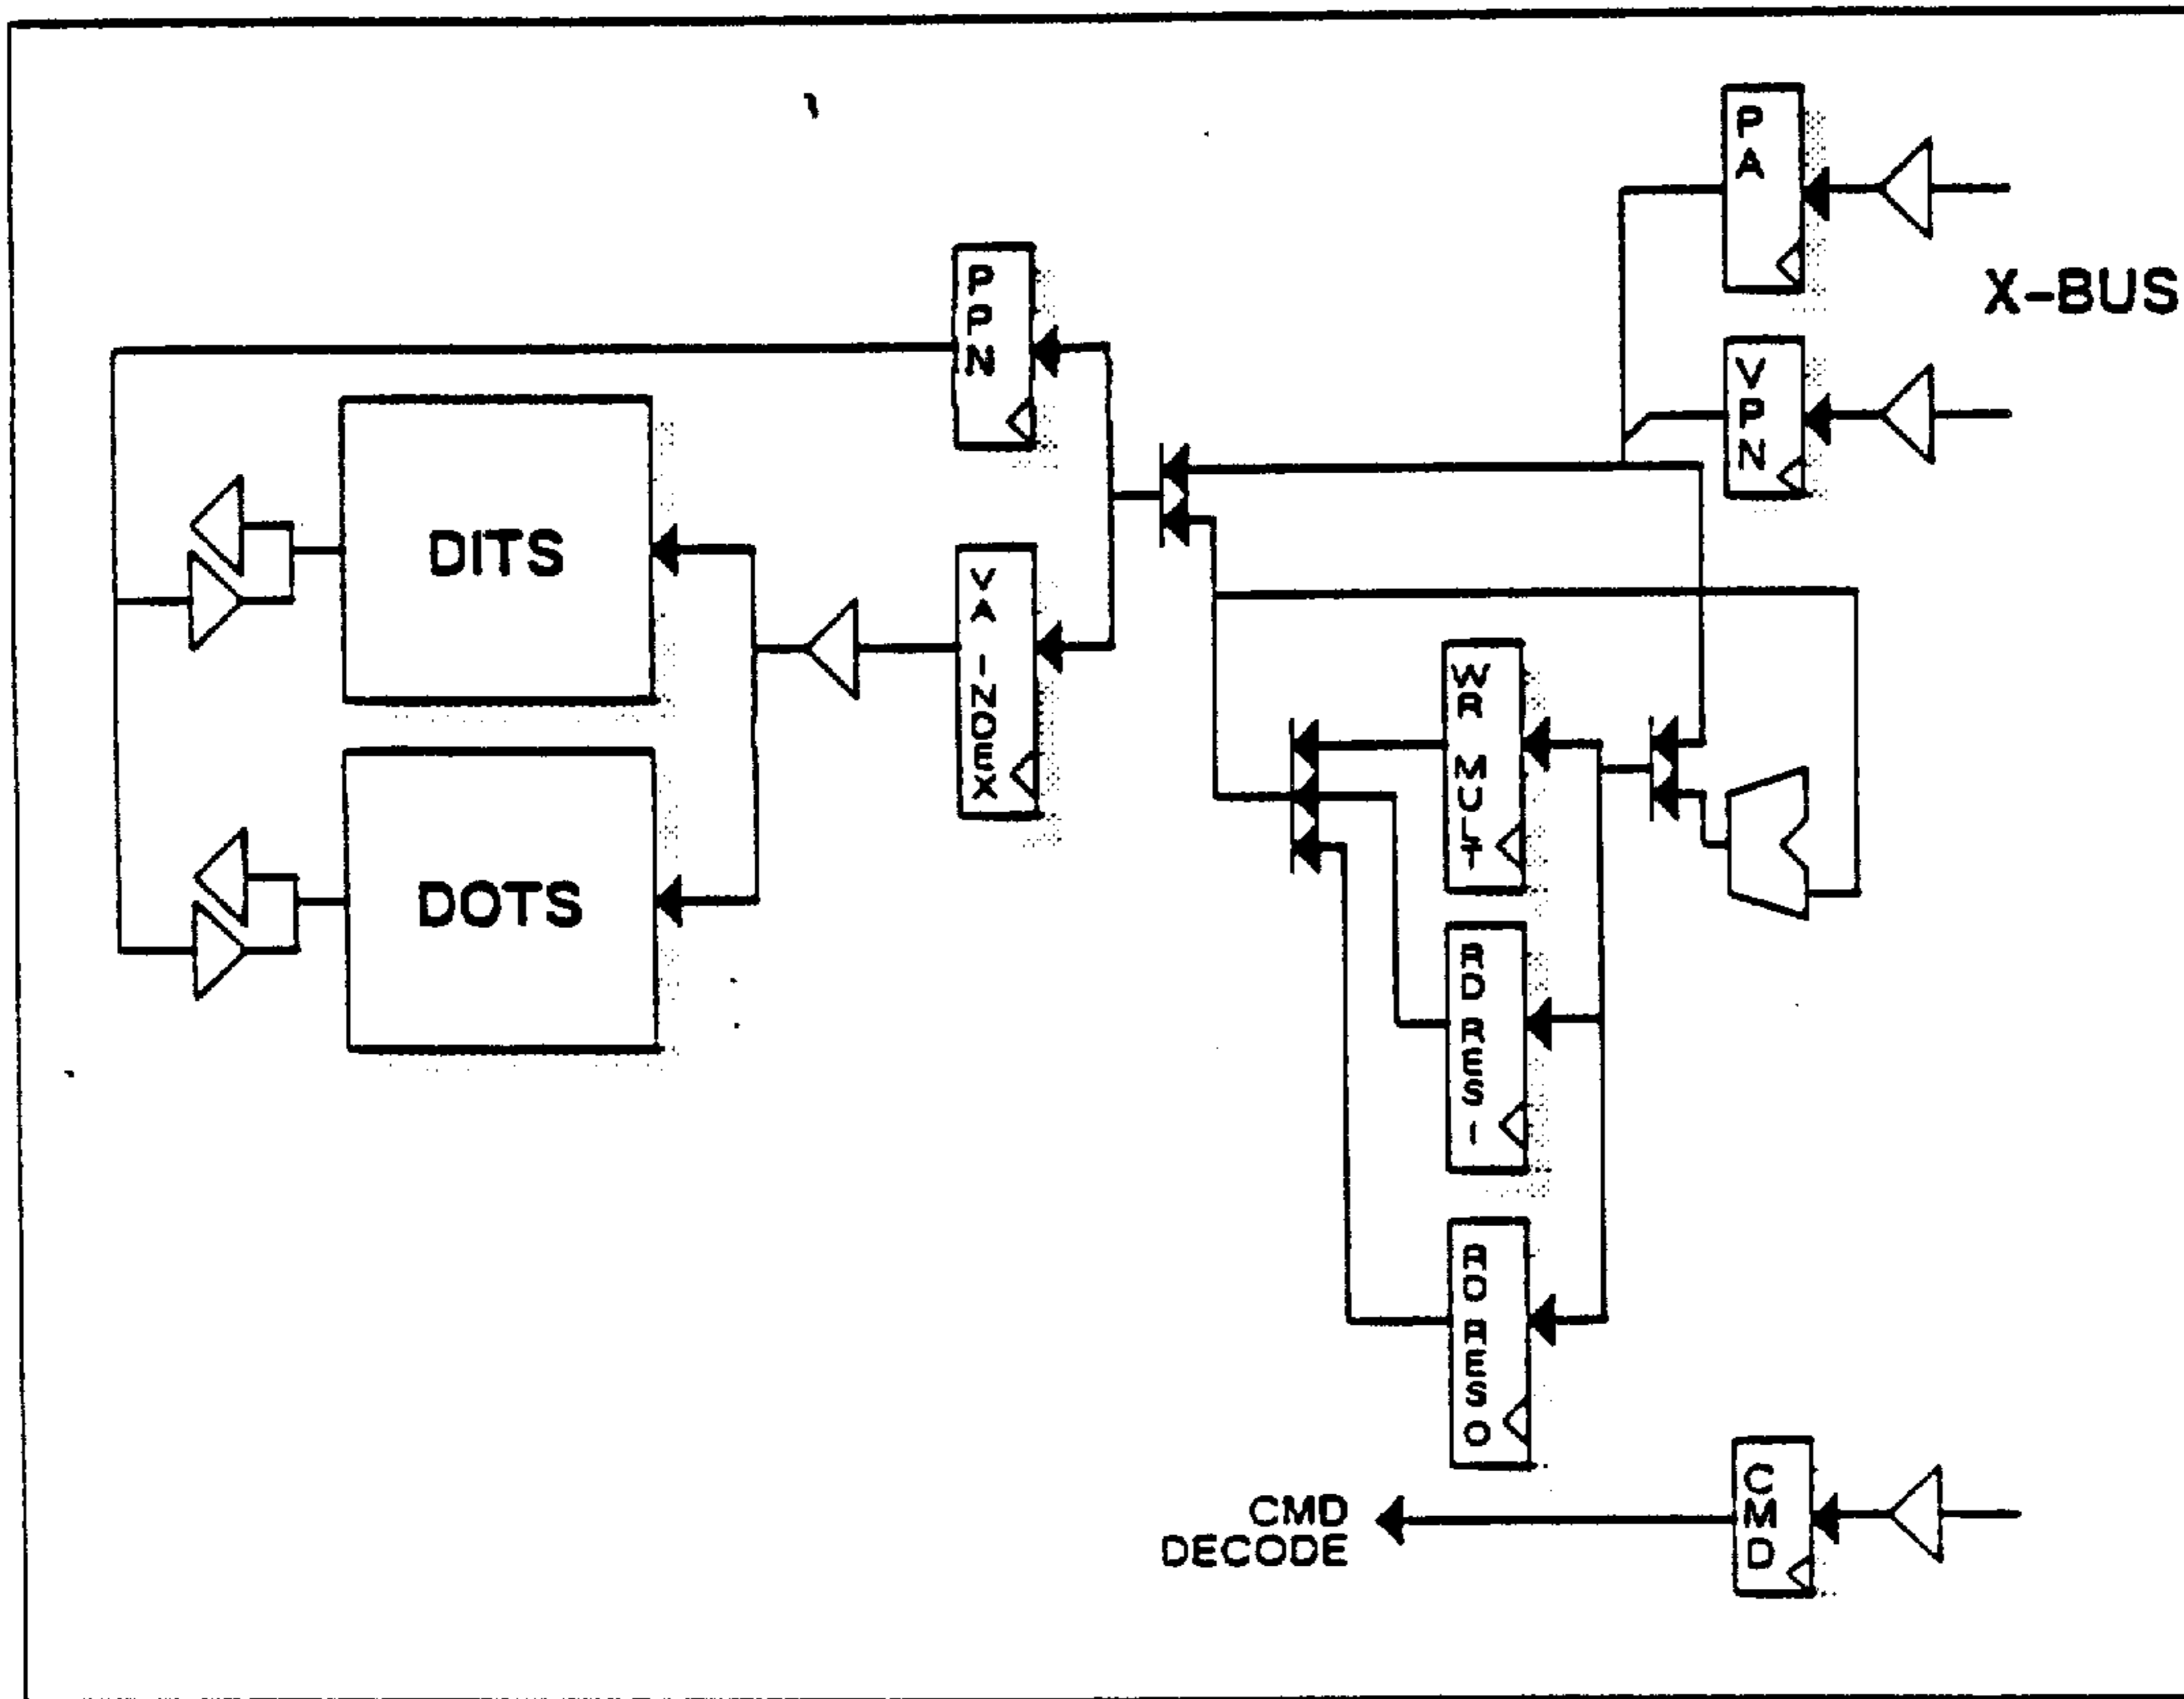 PA
X-BUS
PPN
VPN
DITS
VA INDEX
WR MULT
DOTS
RD RES I
RD RES O
CMD
CMD
DECODE